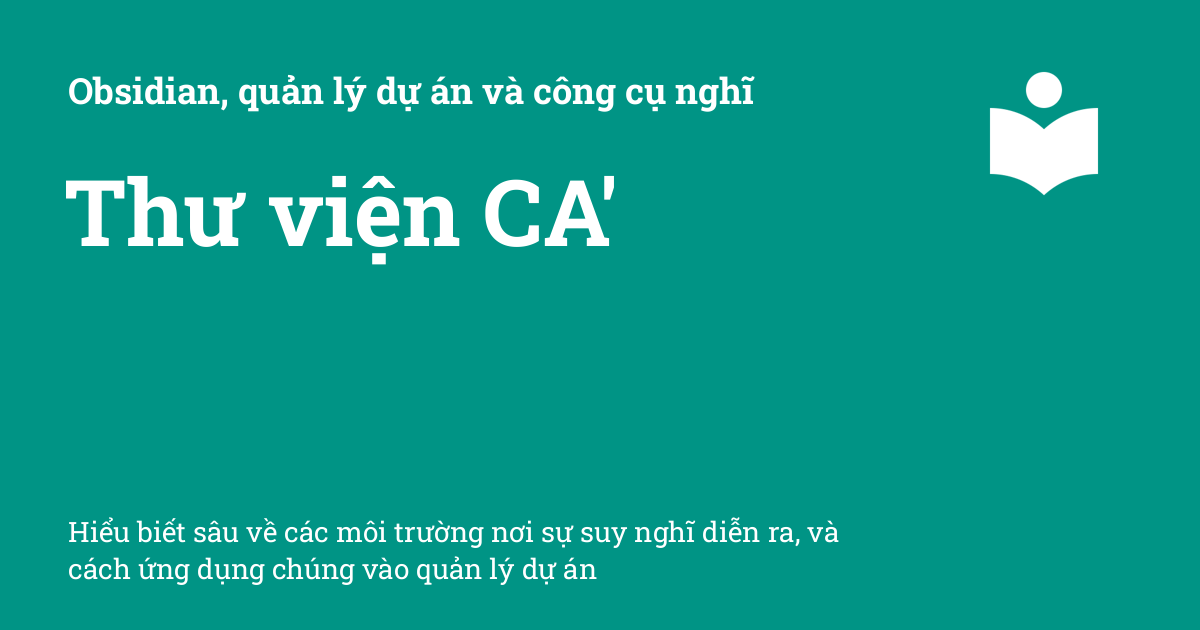 Obsidian, quản lý dự án và công cụ nghĩ
Thư viện CA'
Hiểu biết sâu về các môi trường nơi sự suy nghĩ diễn ra, và
cách ứng dụng chúng vào quản lý dự án